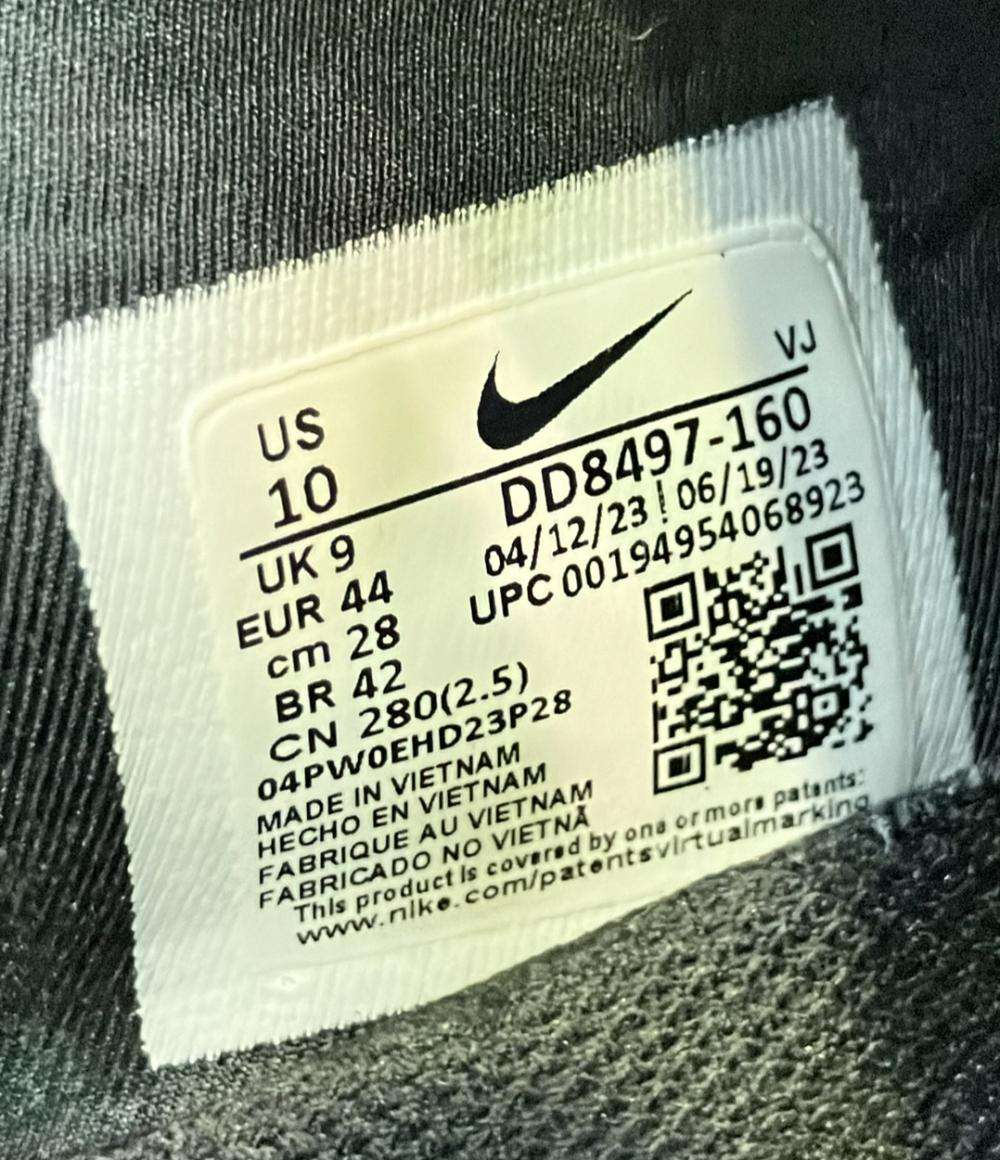 VJ
US
10
DD8497-160
04/12/23 ¦ 06/19/23
UPC 00194954068923
UK 9
EUR 44
cm 28
BR 42
CN 280(2.5)
04PW0EHD23P28
MADE IN VIETNAM
HECHO EN VIETNAM
FABRIQUE AU VIETNAM
FABRICADO NO VIETNÃ
This product is covered by one or more patents:
www.nike.com/patentsvirtualmarking